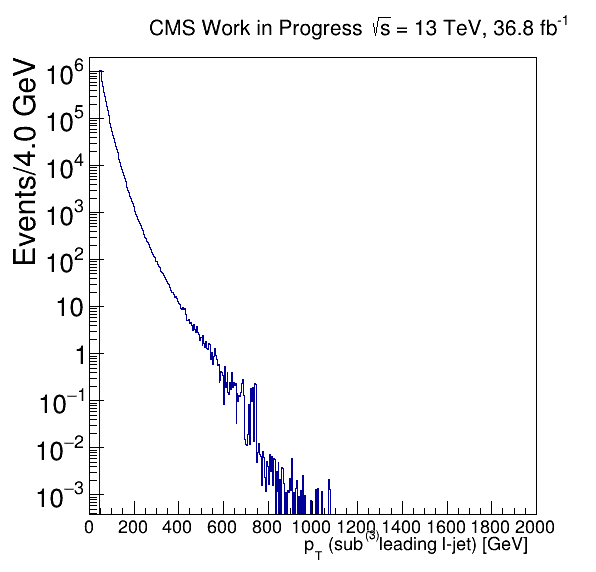 CMS Work in Progress √s = 13 TeV, 36.8 fb⁻¹
Events/4.0 GeV
10⁶
10⁵
10⁴
10³
10²
10
1
10⁻¹
10⁻²
10⁻³
0 200 400 600 800 1000 1200 1400 1600 1800 2000
p_T (sub⁽³⁾leading l-jet) [GeV]